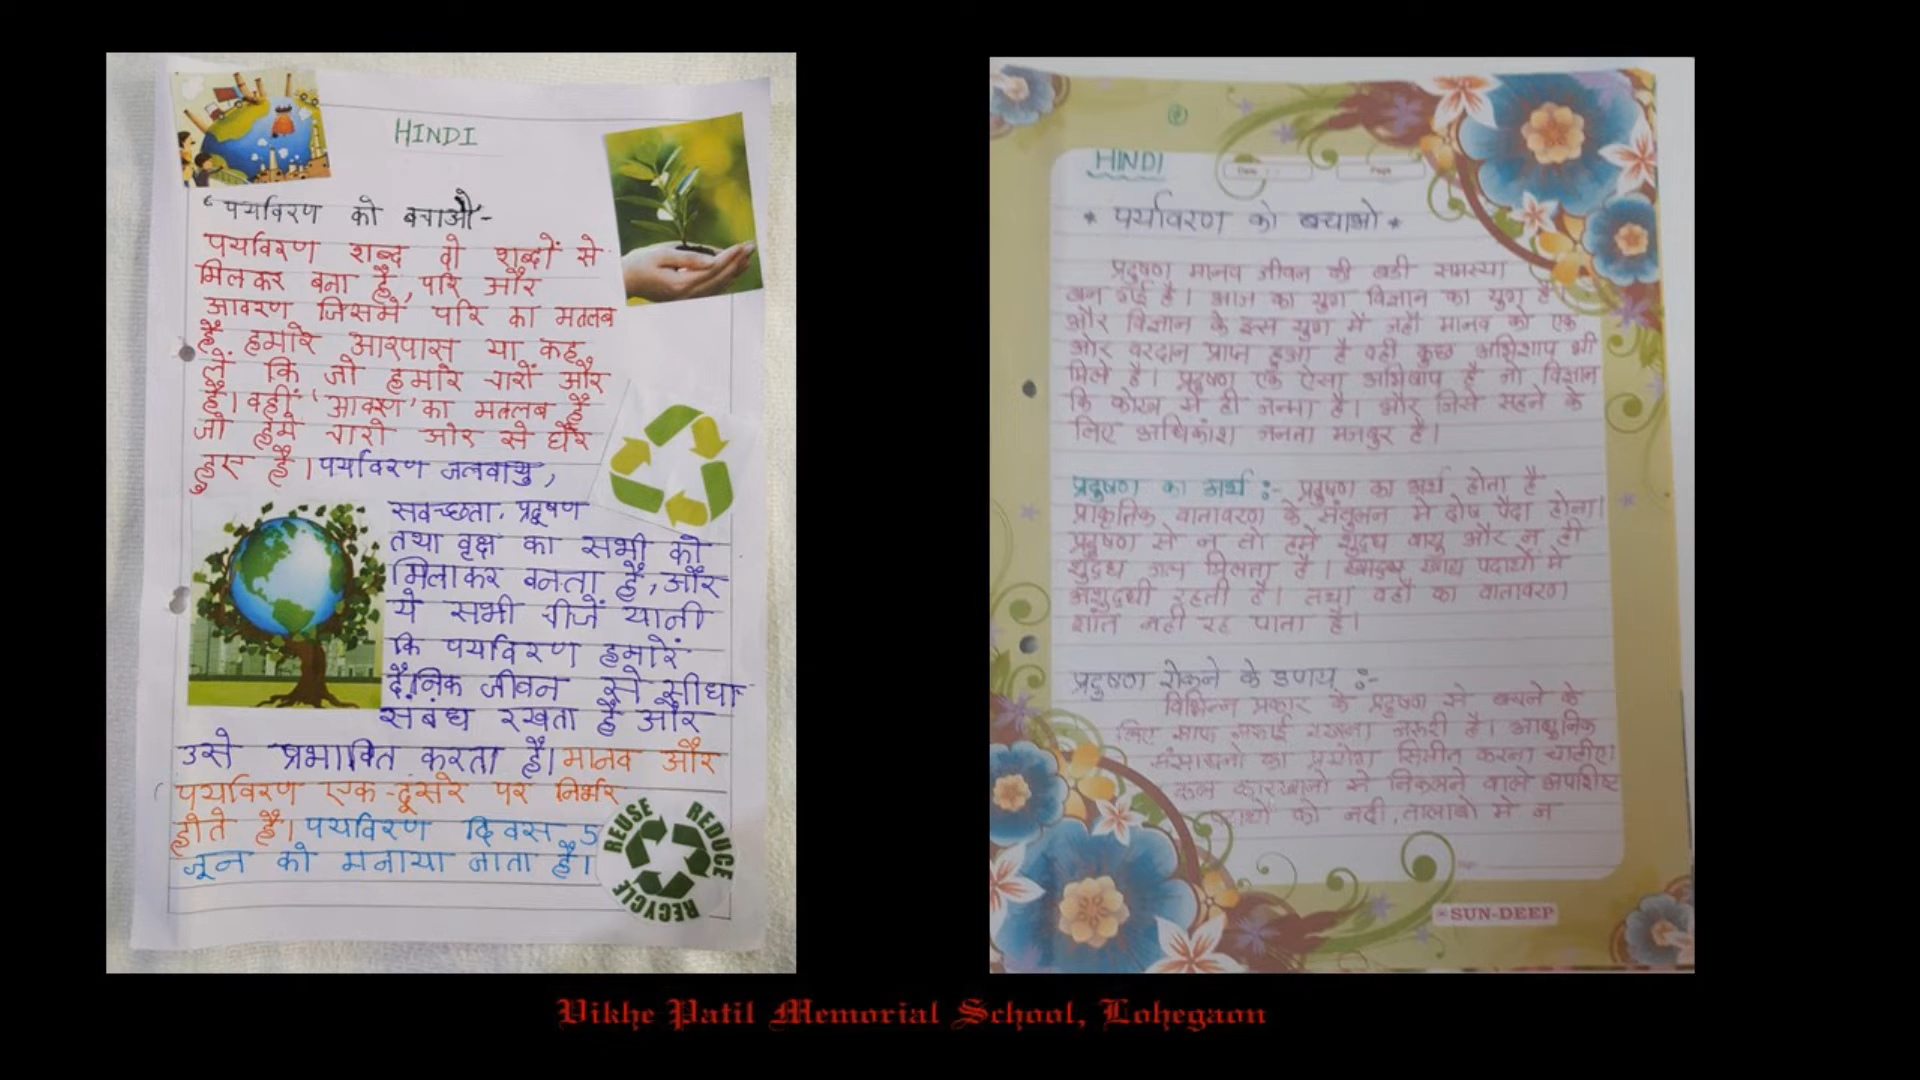 HINDI
"पर्यावरण को बचाओ-
पर्यावरण शब्द दो शब्दों से
मिलकर बना है, परि और
आवरण जिसमें परि का मतलब
है हमारे आसपास या कह
लें कि जो हमारे चारों और
है। वहीं 'आवरण' का मतलब है
जो हमे चारो ओर से घेरे
हुए है। पर्यावरण जलवायु,
सवच्छता, प्रदूषण
तथा वृक्ष का सभी को
मिलाकर बनता है, और
ये सभी चीजें यानी
कि पर्यावरण हमारें
दैनिक जीवन से सीधा
संबंध रखता है और
उसे प्रभावित करता है। मानव और
पर्यावरण एक-दूसरे पर निर्भर
होते है। पर्यावरण दिवस 5
जून को मनाया जाता है।
REUSE REDUCE RECYCLE
HINDI
Date
Page
* पर्यावरण को बचाओ *
प्रदुषण मानव जीवन की बडी समस्या
बन गई है। आज का युग विज्ञान का युग है।
और विज्ञान के इस युग में जहाँ मानव को एक
ओर वरदान प्राप्त हुआ है वही कुछ अभिशाप भी
मिले है। प्रदुषण एक ऐसा अभिशाप है जो विज्ञान
कि कोख में ही जन्मा है। और जिसे सहने के
लिए अधिकांश जनता मजबुर है।
प्रदुषण का अर्थ :- प्रदुषण का अर्थ होता है
प्राकृतिक वातावरण के संतुलन मे दोष पैदा होना।
प्रदुषण से न तो हमें शुद्ध वायु और न ही
शुद्ध जल मिलता है। खाद्य पदार्थो मे
अशुद्धी रहती है। तथा वहाँ का वातावरण
शांत नही रह पाता है।
प्रदुषण रोकने के उपाय :-
विभिन्न प्रकार के प्रदुषण से बचने के
लिए साफ सफाई रखना जरूरी है। आधुनिक
संसाधनो का प्रयोग सिमीत करना चाहीए।
कल कारखानो से निकलने वाले अपशिष्ट
को नदी, तालाबो मे न
SUN-DEEP
Vikhe Patil Memorial School, Lohegaon